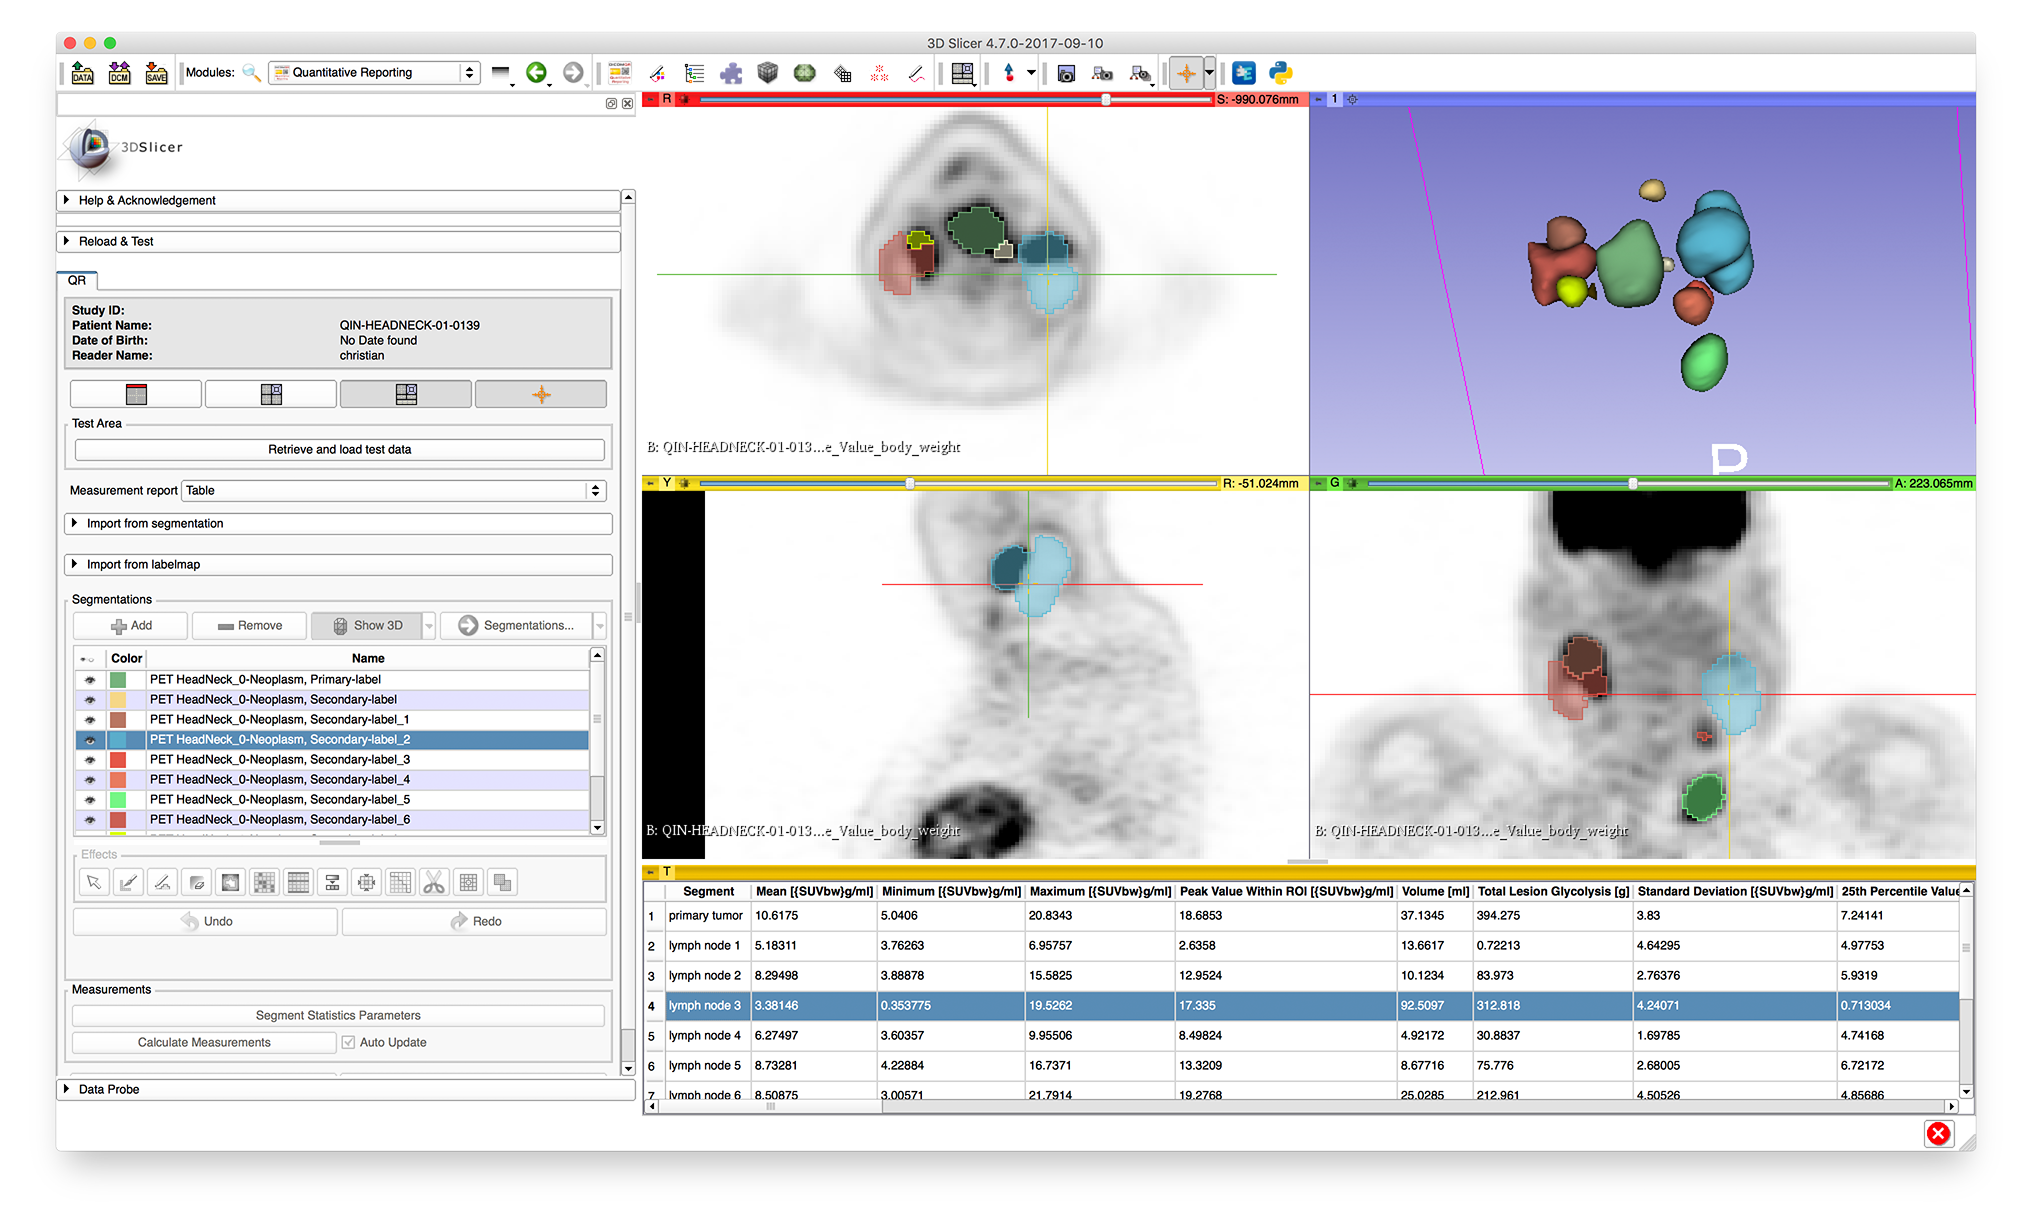 3D Slicer 4.7.0-2017-09-10
DATA DCM SAVE Modules: Quantitative Reporting
3DSlicer
Help & Acknowledgement
Reload & Test
QR
Study ID:
Patient Name: QIN-HEADNECK-01-0139
Date of Birth: No Date found
Reader Name: christian
Test Area
Retrieve and load test data
Measurement report Table
Import from segmentation
Import from labelmap
Segmentations
Add Remove Show 3D Segmentations...
Color Name
PET HeadNeck_0-Neoplasm, Primary-label
PET HeadNeck_0-Neoplasm, Secondary-label
PET HeadNeck_0-Neoplasm, Secondary-label_1
PET HeadNeck_0-Neoplasm, Secondary-label_2
PET HeadNeck_0-Neoplasm, Secondary-label_3
PET HeadNeck_0-Neoplasm, Secondary-label_4
PET HeadNeck_0-Neoplasm, Secondary-label_5
PET HeadNeck_0-Neoplasm, Secondary-label_6
Effects
Undo Redo
Measurements
Segment Statistics Parameters
Calculate Measurements Auto Update
Data Probe
R S: -990.076mm
B: QIN-HEADNECK-01-013...e_Value_body_weight
1
P
Y R: -51.024mm
B: QIN-HEADNECK-01-013...e_Value_body_weight
G A: 223.065mm
B: QIN-HEADNECK-01-013...e_Value_body_weight
T
Segment Mean [{SUVbw}g/ml] Minimum [{SUVbw}g/ml] Maximum [{SUVbw}g/ml] Peak Value Within ROI [{SUVbw}g/ml] Volume [ml] Total Lesion Glycolysis [g] Standard Deviation [{SUVbw}g/ml] 25th Percentile Value
1 primary tumor 10.6175 5.0406 20.8343 18.6853 37.1345 394.275 3.83 7.24141
2 lymph node 1 5.18311 3.76263 6.95757 2.6358 13.6617 0.72213 4.64295 4.97753
3 lymph node 2 8.29498 3.88878 15.5825 12.9524 10.1234 83.973 2.76376 5.9319
4 lymph node 3 3.38146 0.353775 19.5262 17.335 92.5097 312.818 4.24071 0.713034
5 lymph node 4 6.27497 3.60357 9.95506 8.49824 4.92172 30.8837 1.69785 4.74168
6 lymph node 5 8.73281 4.22884 16.7371 13.3209 8.67716 75.776 2.68005 6.72172
7 lymph node 6 8.50875 3.00571 21.7914 19.2768 25.0285 212.961 4.50526 4.85686